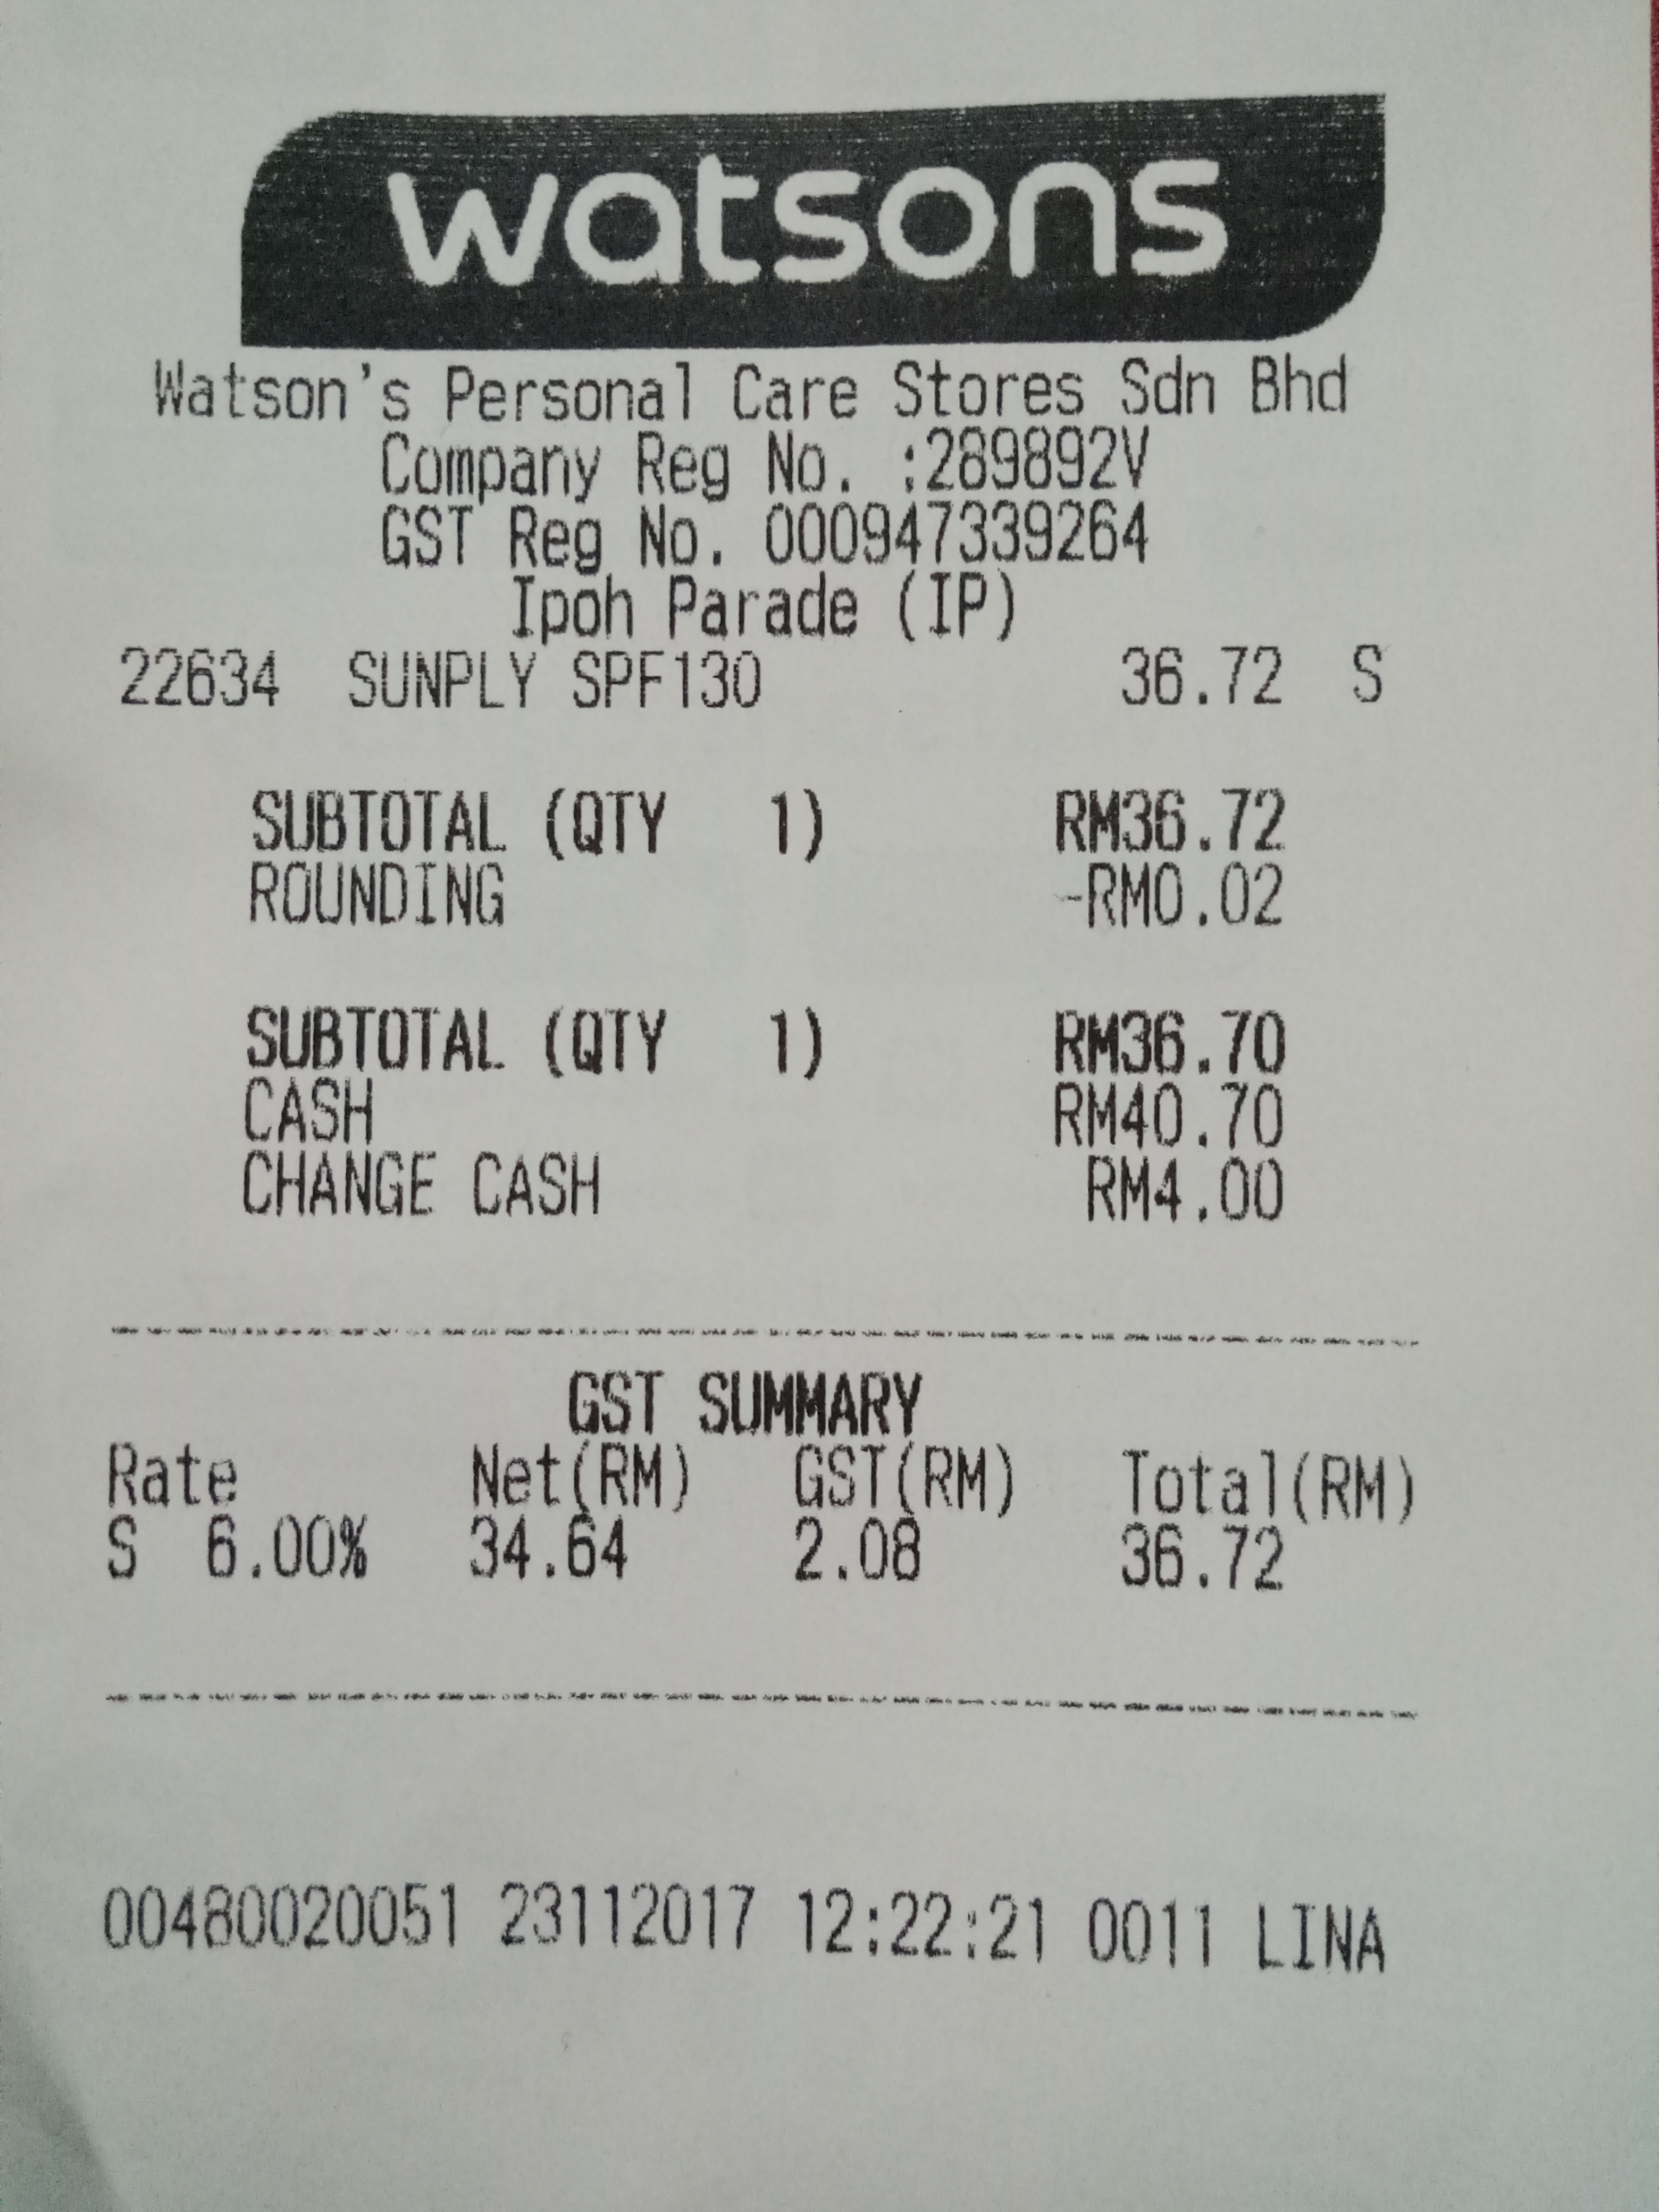 watsons
Watson's Personal Care Stores Sdn Bhd
Company Reg No. :289892V
GST Reg No. 000947339264
Ipoh Parade (IP)
22634 SUNPLY SPF130 36.72 S
SUBTOTAL (QTY 1) RM36.72
ROUNDING -RM0.02
SUBTOTAL (QTY 1) RM36.70
CASH RM40.70
CHANGE CASH RM4.00
GST SUMMARY
Rate Net(RM) GST(RM) Total(RM)
S 6.00% 34.64 2.08 36.72
00480020051 23112017 12:22:21 0011 LINA